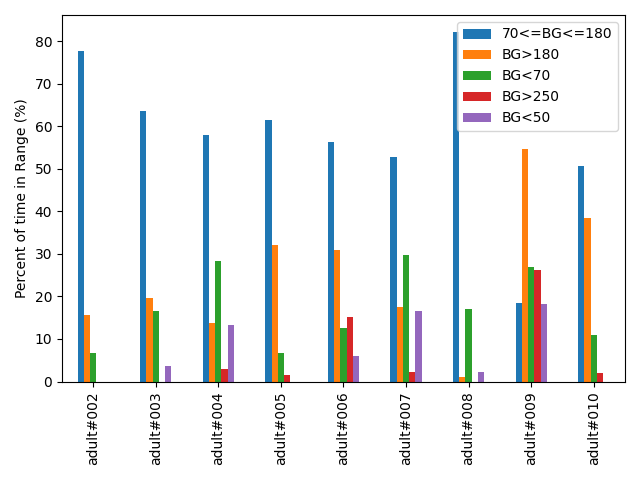 Percent of time in Range (%)
80
70
60
50
40
30
20
10
0
70<=BG<=180
BG>180
BG<70
BG>250
BG<50
adult#002
adult#003
adult#004
adult#005
adult#006
adult#007
adult#008
adult#009
adult#010